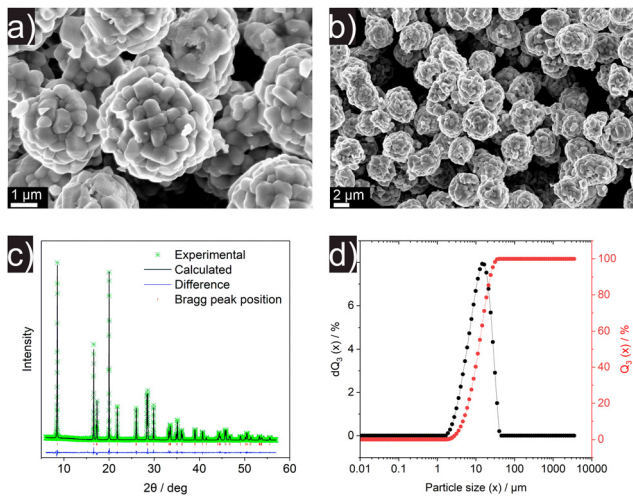 a)
1 µm
b)
2 µm
c)
Experimental
Calculated
Difference
Bragg peak position
Intensity
10 20 30 40 50 60
2θ / deg
d)
8
6
4
2
0
dQ3 (x) / %
100
80
60
40
20
0
Q3 (x) / %
0.01 0.1 1 10 100 1000 10000
Particle size (x) / µm